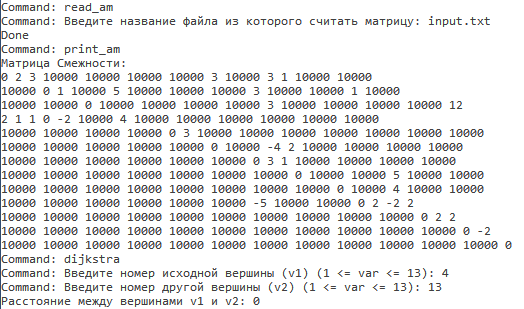 Command: read_am
Command: Введите название файла из которого считать матрицу: input.txt
Done
Command: print_am
Матрица Смежности:
0 2 3 10000 10000 10000 10000 3 10000 3 1 10000 10000
10000 0 1 10000 5 10000 10000 10000 3 10000 10000 1 10000
10000 10000 0 10000 10000 10000 10000 3 10000 10000 10000 10000 12
2 1 1 0 -2 10000 4 10000 10000 10000 10000 10000 10000
10000 10000 10000 10000 0 3 10000 10000 10000 10000 10000 10000 10000
10000 10000 10000 10000 10000 0 10000 -4 2 10000 10000 10000 10000
10000 10000 10000 10000 10000 10000 0 3 1 10000 10000 10000 10000
10000 10000 10000 10000 10000 10000 10000 0 10000 10000 5 10000 10000
10000 10000 10000 10000 10000 10000 10000 10000 0 10000 4 10000 10000
10000 10000 10000 10000 10000 10000 -5 10000 10000 0 2 -2 2
10000 10000 10000 10000 10000 10000 10000 10000 10000 10000 0 2 2
10000 10000 10000 10000 10000 10000 10000 10000 10000 10000 10000 0 -2
10000 10000 10000 10000 10000 10000 10000 10000 10000 10000 10000 10000 0
Command: dijkstra
Command: Введите номер исходной вершины (v1) (1 <= var <= 13): 4
Command: Введите номер другой вершины (v2) (1 <= var <= 13): 13
Расстояние между вершинами v1 и v2: 0